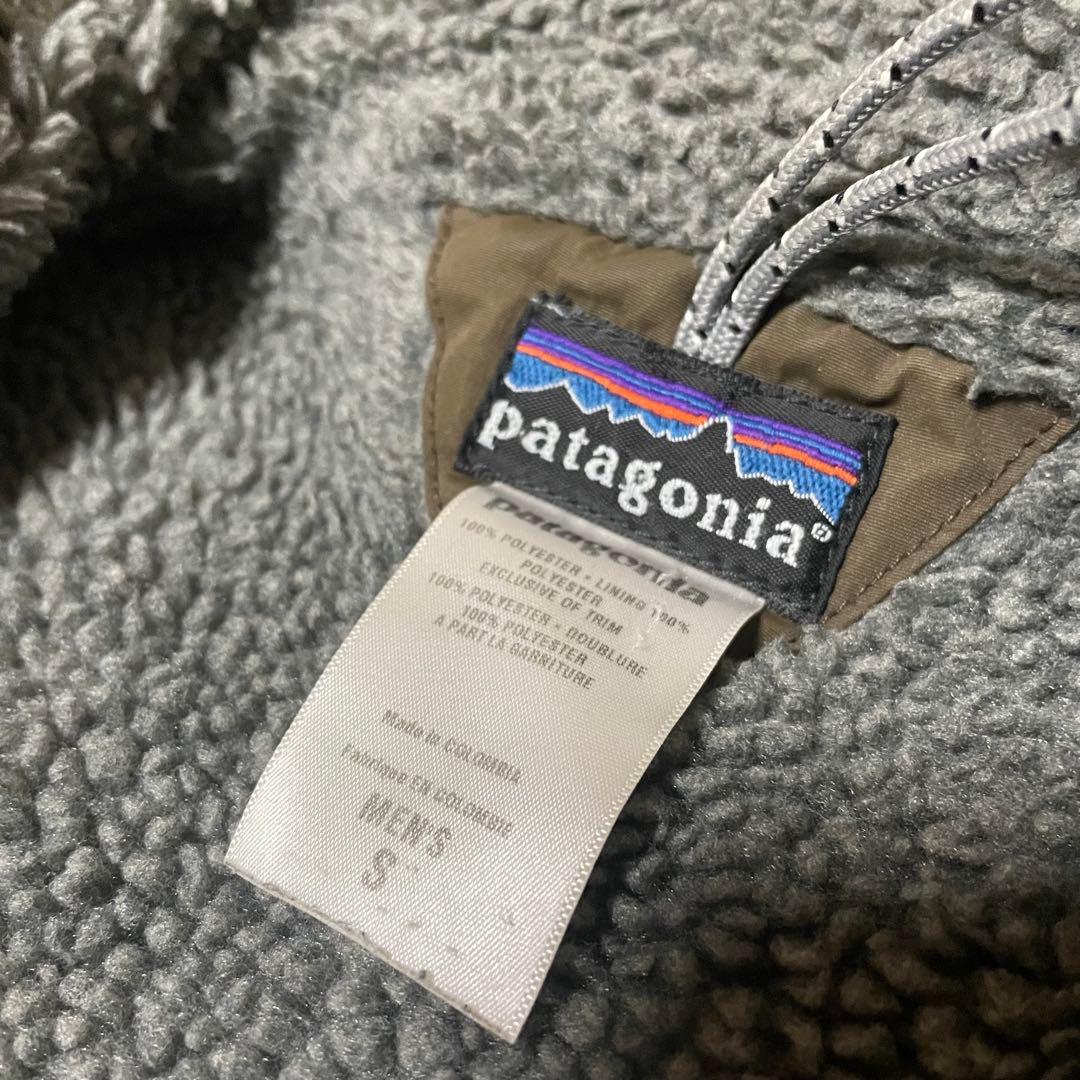 patagonia®
patagonia
100% POLYESTER • LINING 100%
POLYESTER
EXCLUSIVE OF TRIM
100% POLYESTER • DOUBLURE
100% POLYESTER
A PART LA GARNITURE
Made in COLOMBIA
Fabrique EN COLOMBIE
MEN'S
S